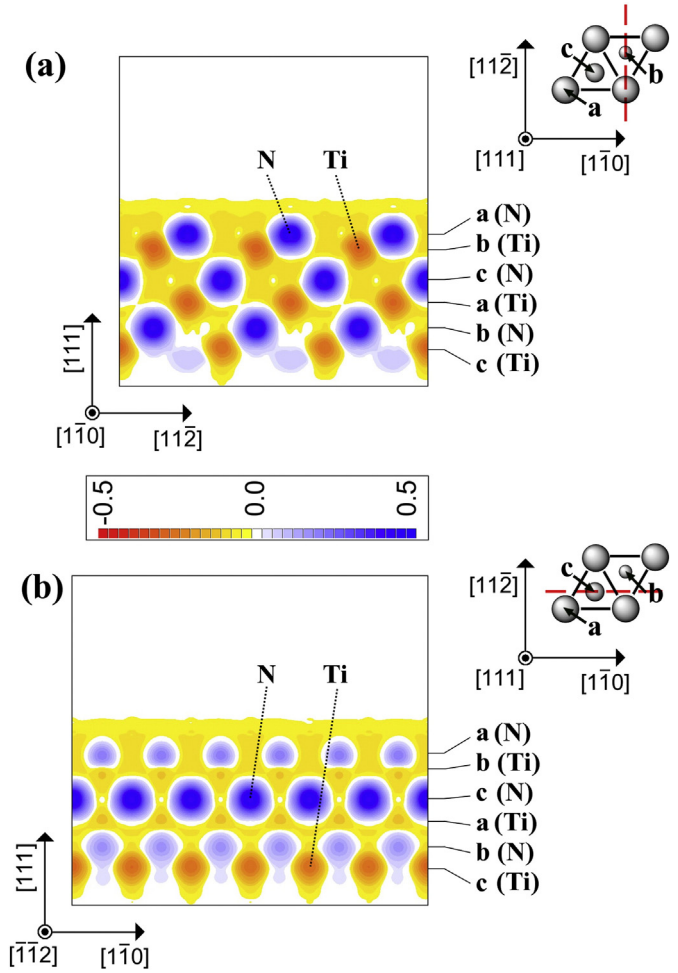 (a)
[112̄]
c
b
a
[111]
[11̄0]
N Ti
a (N)
b (Ti)
c (N)
a (Ti)
b (N)
c (Ti)
[111]
[11̄0]
[112̄]
-0.5 0.0 0.5
(b)
[112̄]
c
b
a
[111]
[11̄0]
N Ti
a (N)
b (Ti)
c (N)
a (Ti)
b (N)
c (Ti)
[111]
[1̄1̄2]
[11̄0]